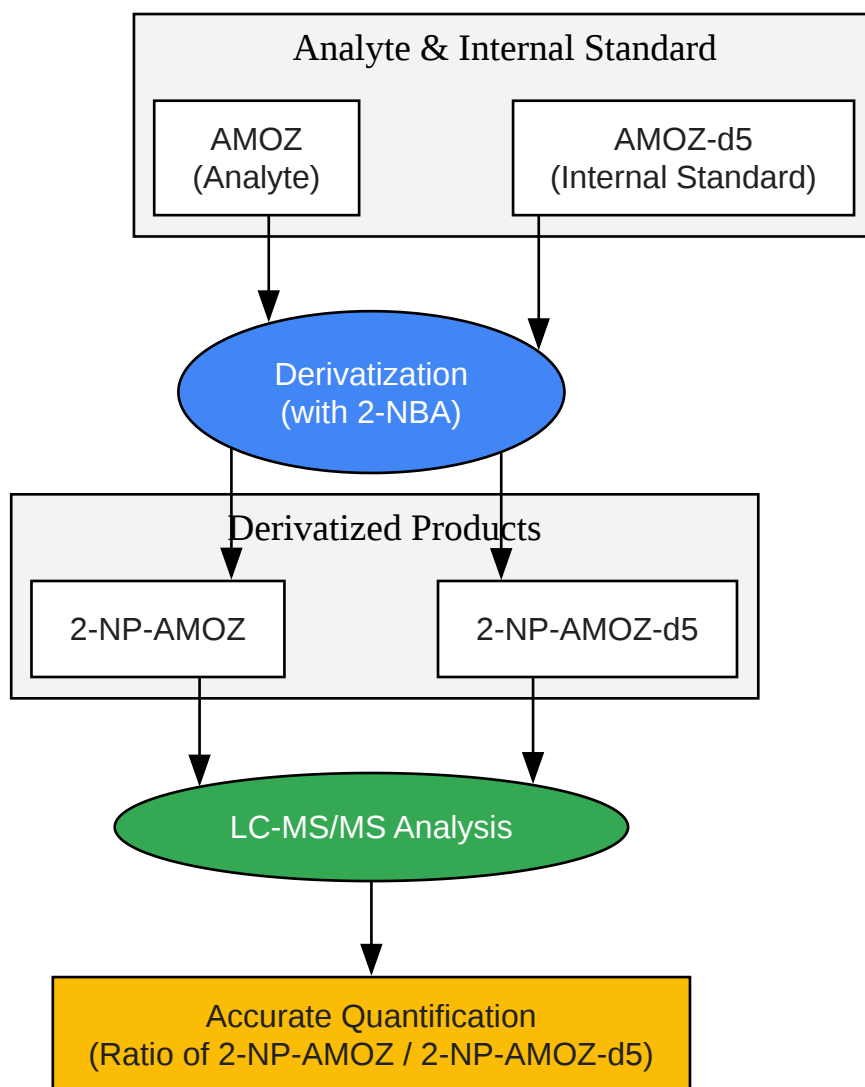 Analyte & Internal Standard
AMOZ
(Analyte)
AMOZ-d5
(Internal Standard)
Derivatization
(with 2-NBA)
Derivatized Products
2-NP-AMOZ
2-NP-AMOZ-d5
LC-MS/MS Analysis
Accurate Quantification
(Ratio of 2-NP-AMOZ / 2-NP-AMOZ-d5)